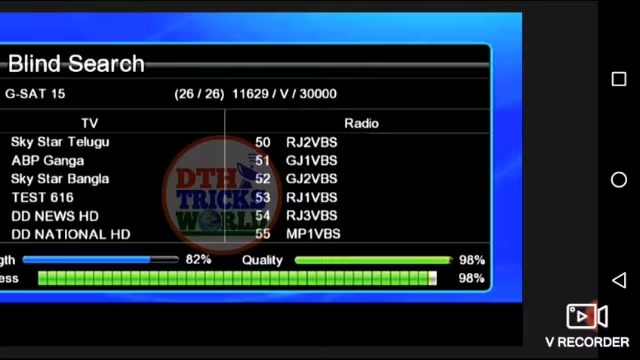 Blind Search
G-SAT 15 (26 / 26) 11629 / V / 30000
TV Radio
Sky Star Telugu 50 RJ2VBS
ABP Ganga 51 GJ1VBS
Sky Star Bangla 52 GJ2VBS
TEST 616 53 RJ1VBS
DD NEWS HD 54 RJ3VBS
DD NATIONAL HD 55 MP1VBS
gth 82% Quality 98%
ess 98%
DTH
TRICKS
WORLD
V RECORDER